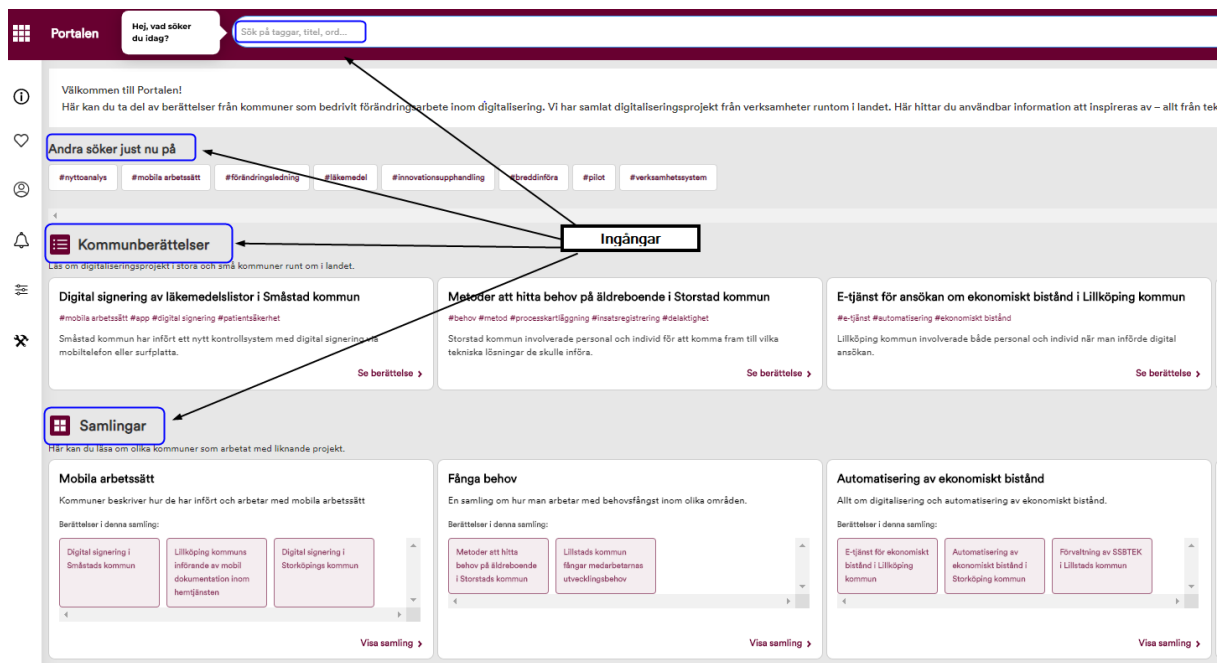 Portalen
Hej, vad söker
du idag?
Sök på taggar, titel, ord...
Välkommen till Portalen!
Här kan du ta del av berättelser från kommuner som bedrivit förändringsarbete inom digitalisering. Vi har samlat digitaliseringsprojekt från verksamheter runtom i landet. Här hittar du användbar information att inspireras av – allt från tek
Andra söker just nu på
#nyttoanalys #mobila arbetssätt #förändringsledning #läkemedel #innovationsupphandling #breddinföra #pilot #verksamhetssystem
Ingångar
Kommunberättelser
Läs om digitaliseringsprojekt i stora och små kommuner runt om i landet.
Digital signering av läkemedelslistor i Småstad kommun
#mobila arbetssätt #app #digital signering #patientsäkerhet
Småstad kommun har infört ett nytt kontrollsystem med digital signering via
mobiltelefon eller surfplatta.
Se berättelse
Metoder att hitta behov på äldreboende i Storstad kommun
#behov #metod #processkartläggning #insatsregistrering #delaktighet
Storstad kommun involverade personal och individ för att komma fram till vilka
tekniska lösningar de skulle införa.
Se berättelse
E-tjänst för ansökan om ekonomiskt bistånd i Lillköping kommun
#e-tjänst #automatisering #ekonomiskt bistånd
Lillköping kommun involverade både personal och individ när man införde digital
ansökan.
Se berättelse
Samlingar
Här kan du läsa om olika kommuner som arbetat med liknande projekt.
Mobila arbetssätt
Kommuner beskriver hur de har infört och arbetar med mobila arbetssätt
Berättelser i denna samling:
Digital signering i
Småstads kommun
Lillköping kommuns
införande av mobil
dokumentation inom
hemtjänsten
Digital signering i
Storköpings kommun
Visa samling
Fånga behov
En samling om hur man arbetar med behovsfångst inom olika områden.
Berättelser i denna samling:
Metoder att hitta
behov på äldreboende
i Storstads kommun
Lillstads kommun
fångar medarbetarnas
utvecklingsbehov
Visa samling
Automatisering av ekonomiskt bistånd
Allt om digitalisering och automatisering av ekonomiskt bistånd.
Berättelser i denna samling:
E-tjänst för ekonomiskt
bistånd i Lillköping
kommun
Automatisering av
ekonomiskt bistånd i
Storköping kommun
Förvaltning av SSBTEK
i Lillstads kommun
Visa samling